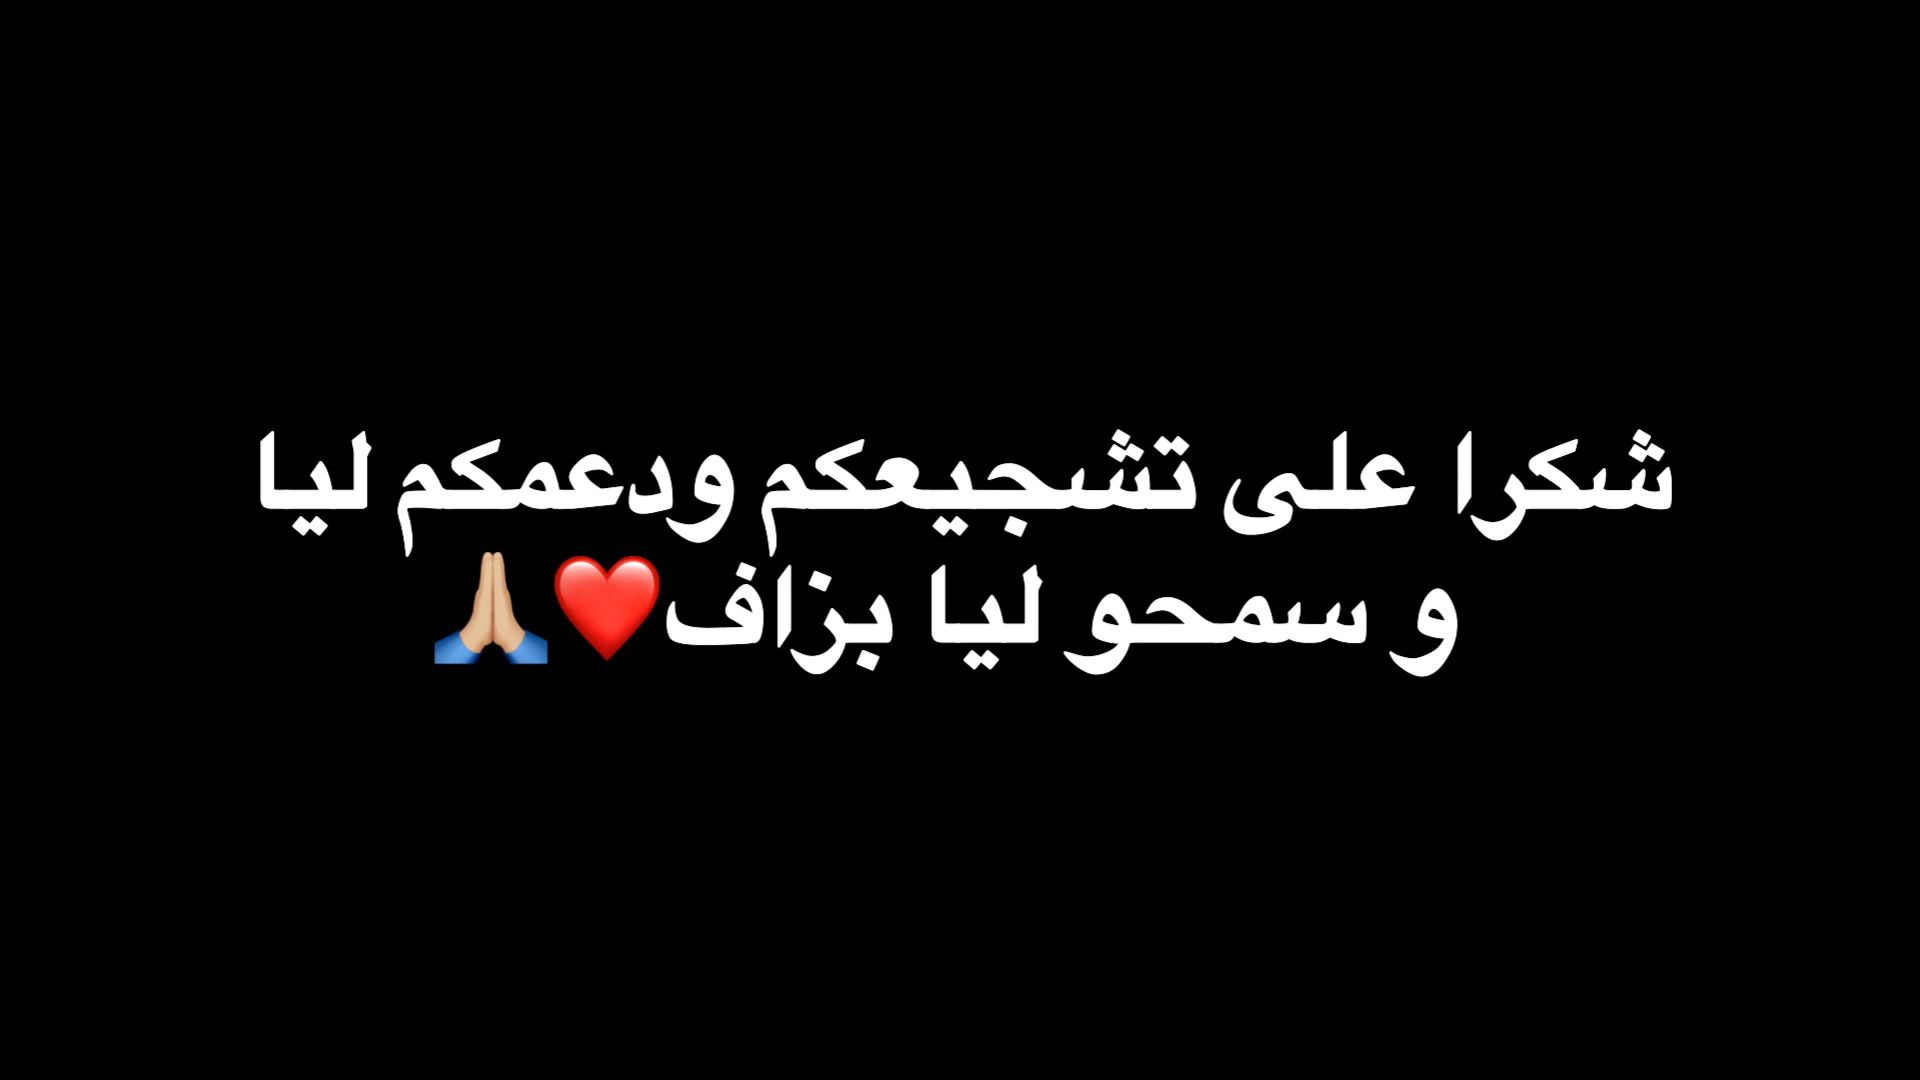 شكرا على تشجيعكم ودعمكم ليا
و سمحو ليا بزاف❤️🙏🏼